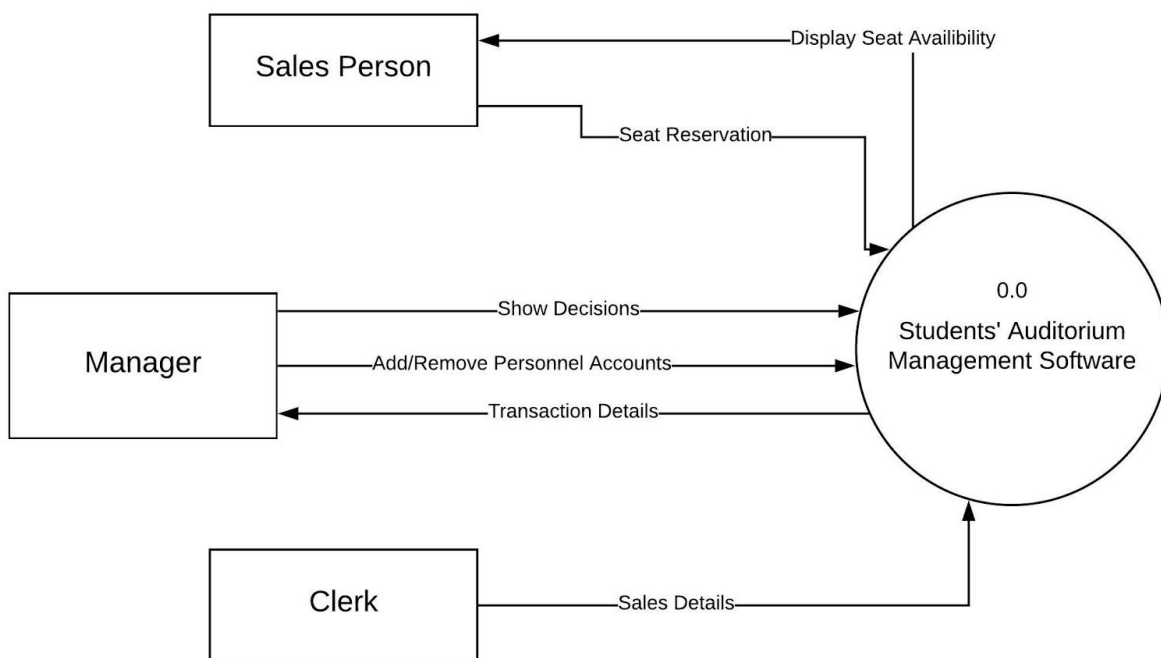 Display Seat Availibility
Sales Person
Seat Reservation
0.0
Show Decisions
Students' Auditorium
Management Software
Manager
Add/Remove Personnel Accounts
Transaction Details
Clerk
Sales Details